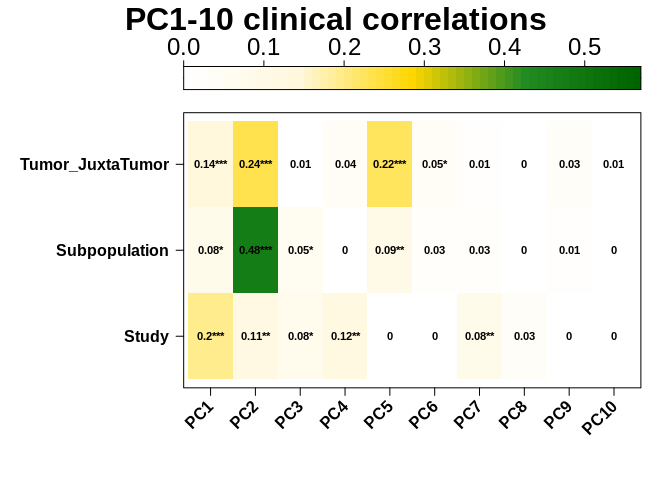 PC1-10 clinical correlations
0.0 0.1 0.2 0.3 0.4 0.5
Tumor_JuxtaTumor 0.14*** 0.24*** 0.01 0.04 0.22*** 0.05* 0.01 0 0.03 0.01
Subpopulation 0.08* 0.48*** 0.05* 0 0.09** 0.03 0.03 0 0.01 0
Study 0.2*** 0.11** 0.08* 0.12** 0 0 0.08** 0.03 0 0
PC1 PC2 PC3 PC4 PC5 PC6 PC7 PC8 PC9 PC10